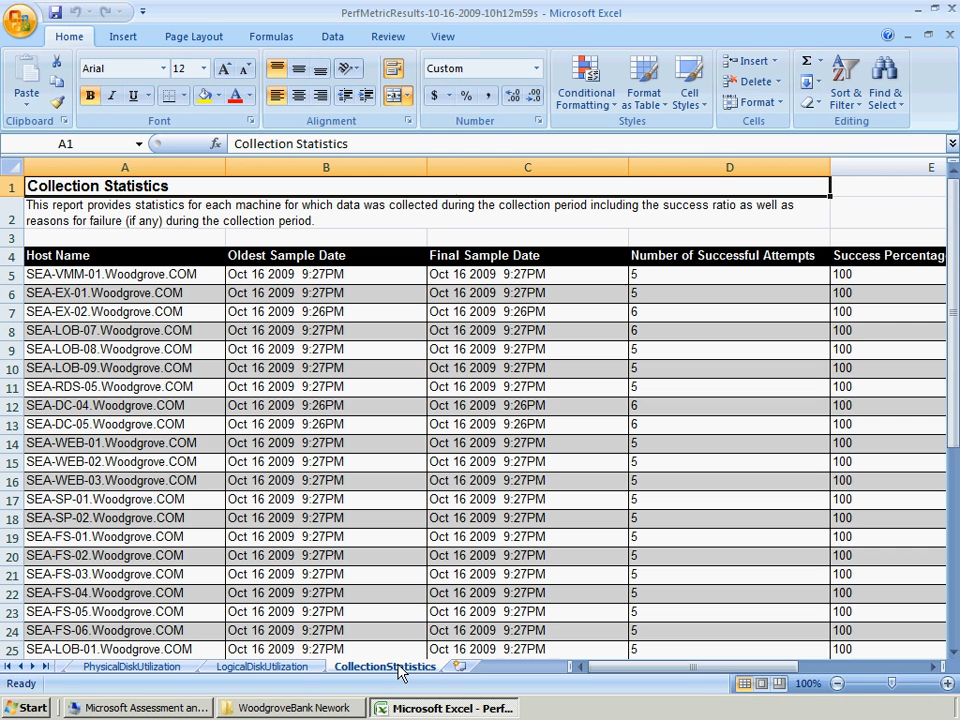 PerfMetricResults-10-16-2009-10h12m59s - Microsoft Excel
Home Insert Page Layout Formulas Data Review View
Paste
Clipboard
Arial 12
A A
B I U A
Font
Alignment
Custom
$ % ,
Number
Conditional Formatting
Format as Table
Cell Styles
Styles
Insert
Delete
Format
Cells
Σ
Sort & Filter
Find & Select
Editing
A1 fx Collection Statistics
A B C D E
1 Collection Statistics
2 This report provides statistics for each machine for which data was collected during the collection period including the success ratio as well as
reasons for failure (if any) during the collection period.
3
4 Host Name Oldest Sample Date Final Sample Date Number of Successful Attempts Success Percentag
5 SEA-VMM-01.Woodgrove.COM Oct 16 2009 9:27PM Oct 16 2009 9:27PM 5 100
6 SEA-EX-01.Woodgrove.COM Oct 16 2009 9:27PM Oct 16 2009 9:27PM 5 100
7 SEA-EX-02.Woodgrove.COM Oct 16 2009 9:26PM Oct 16 2009 9:26PM 6 100
8 SEA-LOB-07.Woodgrove.COM Oct 16 2009 9:27PM Oct 16 2009 9:27PM 6 100
9 SEA-LOB-08.Woodgrove.COM Oct 16 2009 9:27PM Oct 16 2009 9:27PM 5 100
10 SEA-LOB-09.Woodgrove.COM Oct 16 2009 9:27PM Oct 16 2009 9:27PM 5 100
11 SEA-RDS-05.Woodgrove.COM Oct 16 2009 9:27PM Oct 16 2009 9:27PM 5 100
12 SEA-DC-04.Woodgrove.COM Oct 16 2009 9:26PM Oct 16 2009 9:26PM 6 100
13 SEA-DC-05.Woodgrove.COM Oct 16 2009 9:26PM Oct 16 2009 9:26PM 6 100
14 SEA-WEB-01.Woodgrove.COM Oct 16 2009 9:27PM Oct 16 2009 9:27PM 5 100
15 SEA-WEB-02.Woodgrove.COM Oct 16 2009 9:27PM Oct 16 2009 9:27PM 5 100
16 SEA-WEB-03.Woodgrove.COM Oct 16 2009 9:27PM Oct 16 2009 9:27PM 5 100
17 SEA-SP-01.Woodgrove.COM Oct 16 2009 9:27PM Oct 16 2009 9:27PM 5 100
18 SEA-SP-02.Woodgrove.COM Oct 16 2009 9:27PM Oct 16 2009 9:27PM 5 100
19 SEA-FS-01.Woodgrove.COM Oct 16 2009 9:27PM Oct 16 2009 9:27PM 5 100
20 SEA-FS-02.Woodgrove.COM Oct 16 2009 9:27PM Oct 16 2009 9:27PM 5 100
21 SEA-FS-03.Woodgrove.COM Oct 16 2009 9:27PM Oct 16 2009 9:27PM 5 100
22 SEA-FS-04.Woodgrove.COM Oct 16 2009 9:27PM Oct 16 2009 9:27PM 5 100
23 SEA-FS-05.Woodgrove.COM Oct 16 2009 9:27PM Oct 16 2009 9:27PM 5 100
24 SEA-FS-06.Woodgrove.COM Oct 16 2009 9:27PM Oct 16 2009 9:27PM 5 100
25 SEA-LOB-01.Woodgrove.COM Oct 16 2009 9:27PM Oct 16 2009 9:27PM 5 100
PhysicalDiskUtilization LogicalDiskUtilization CollectionStatistics
Ready 100%
Start Microsoft Assessment an... WoodgroveBank Nework Microsoft Excel - Perf...